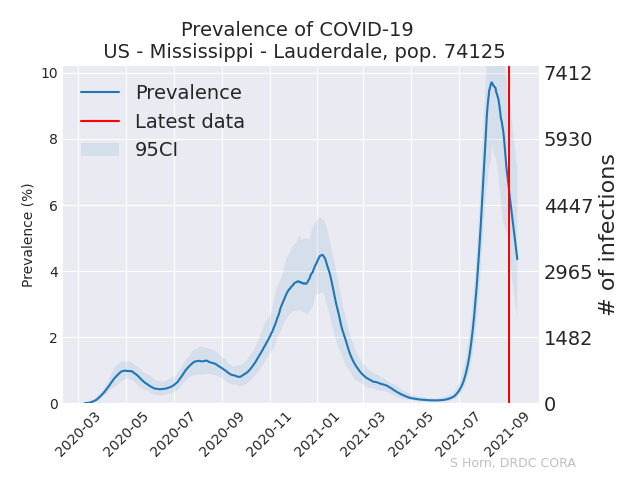 Prevalence of COVID-19
US - Mississippi - Lauderdale, pop. 74125
Prevalence
Latest data
95CI
Prevalence (%)
10
8
6
4
2
0
7412
5930
4447
2965
1482
0
# of infections
2020-03
2020-05
2020-07
2020-09
2020-11
2021-01
2021-03
2021-05
2021-07
2021-09
S Horn, DRDC CORA